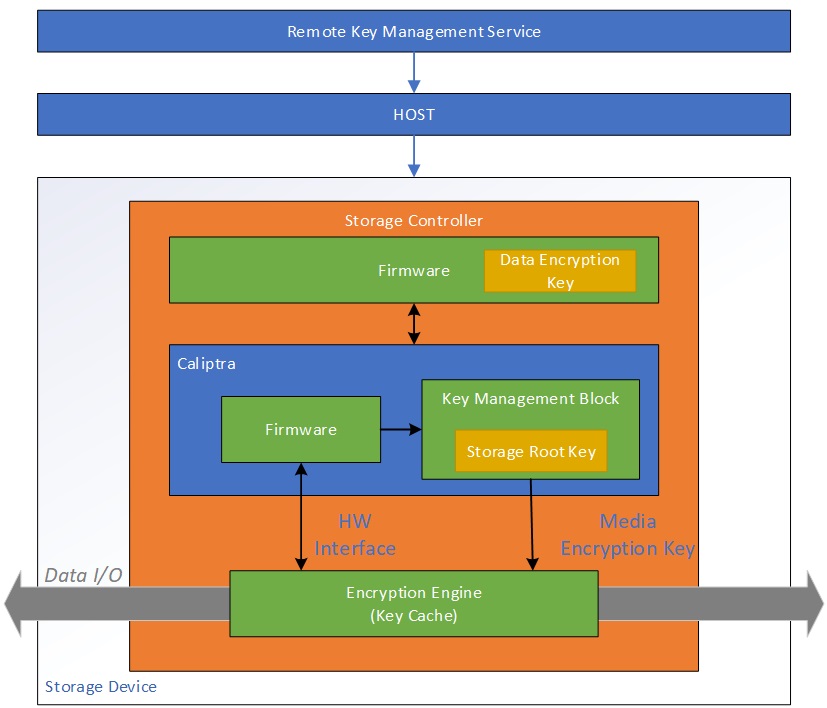 Remote Key Management Service
HOST
Storage Controller
Firmware
Data Encryption
Key
Caliptra
Firmware
Key Management Block
Storage Root Key
HW
Interface
Media
Encryption Key
Data I/O
Encryption Engine
(Key Cache)
Storage Device